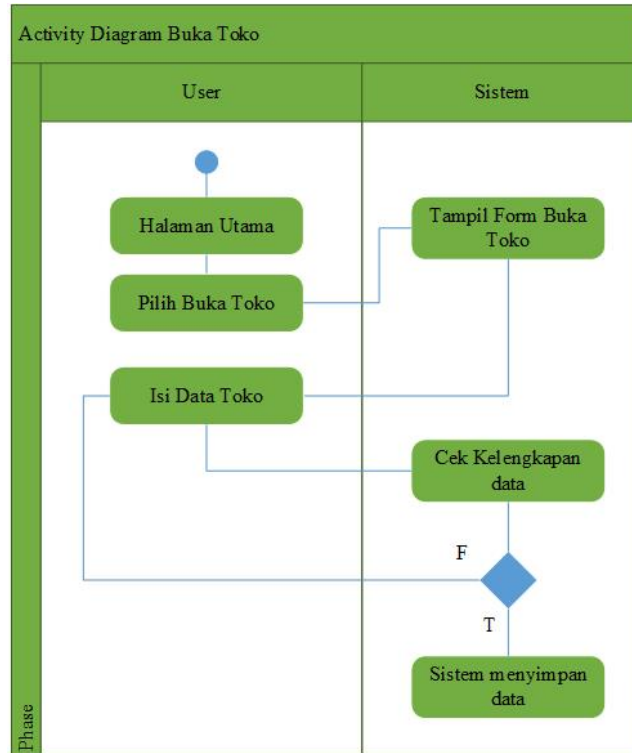 Activity Diagram Buka Toko
User
Sistem
Halaman Utama
Tampil Form Buka
Toko
Pilih Buka Toko
Isi Data Toko
Cek Kelengkapan
data
F
T
Sistem menyimpan
data
Phase